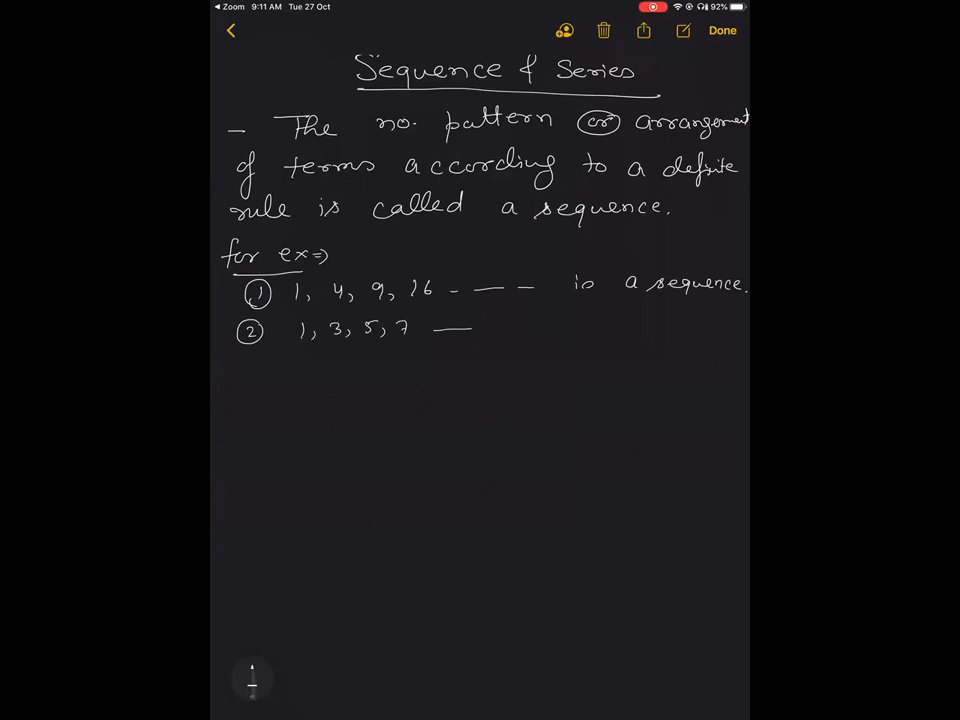 Zoom 9:11 AM Tue 27 Oct 92%
Done
Sequence & Series
- The no. pattern or arrangement
of terms according to a definite
rule is called a sequence.
for ex ⇒
① 1, 4, 9, 16 - — - is a sequence.
② 1, 3, 5, 7 —